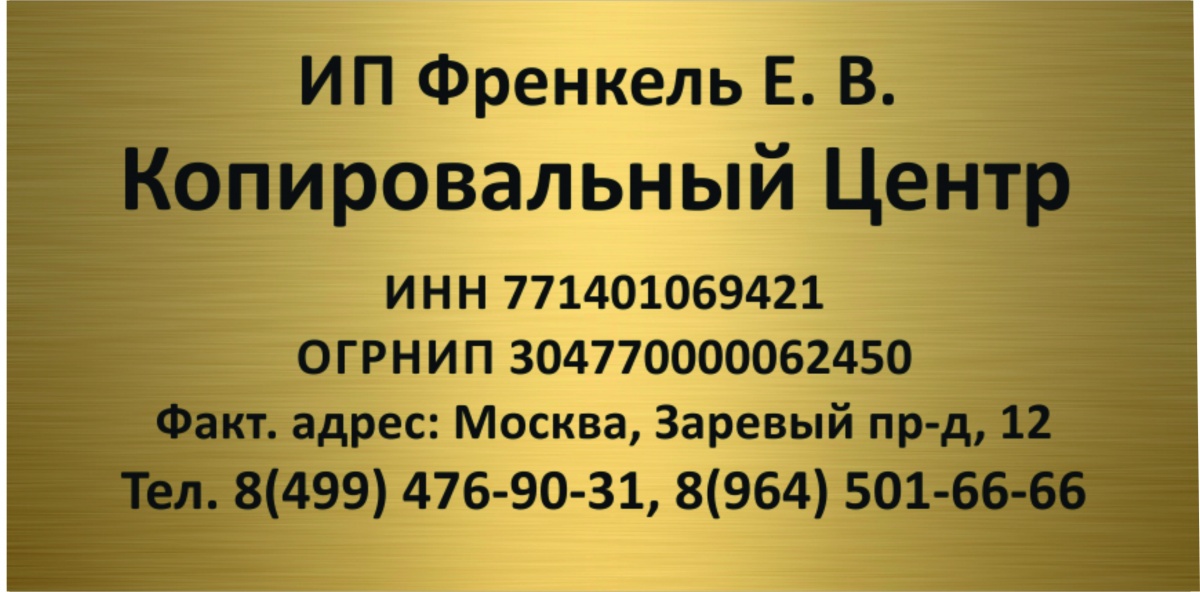 ИП Френкель Е. В.
Копировальный Центр
ИНН 771401069421
ОГРНИП 304770000062450
Факт. адрес: Москва, Заревый пр-д, 12
Тел. 8(499) 476-90-31, 8(964) 501-66-66